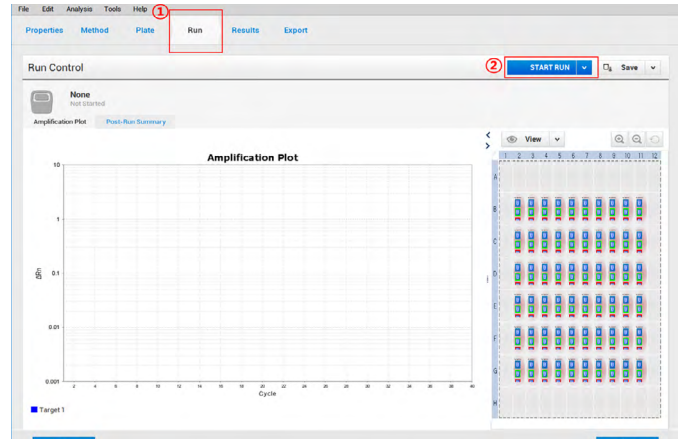 File Edit Analysis Tools Help ①
Properties Method Plate Run Results Export
Run Control
② START RUN Save
None
Not Started
Amplification Plot Post-Run Summary
View
Amplification Plot
1 2 3 4 5 6 7 8 9 10 11 12
A
B
C
D
E
F
G
H
10
1
0.1
0.01
0.001
ΔRn
2 4 6 8 10 12 14 16 18 20 22 24 26 28 30 32 34 36 38 40
Cycle
Target 1